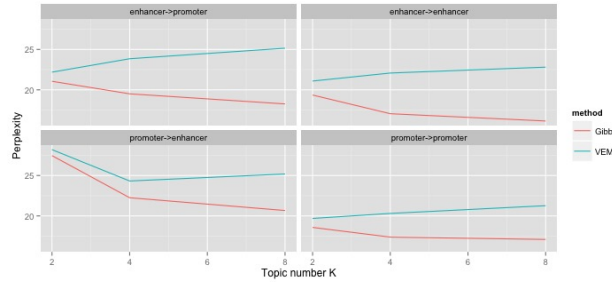 enhancer->promoter
enhancer->enhancer
25
20
promoter->enhancer
promoter->promoter
25
20
2
4
6
8
2
4
6
8
Perplexity
Topic number K
method
Gibb
VEM